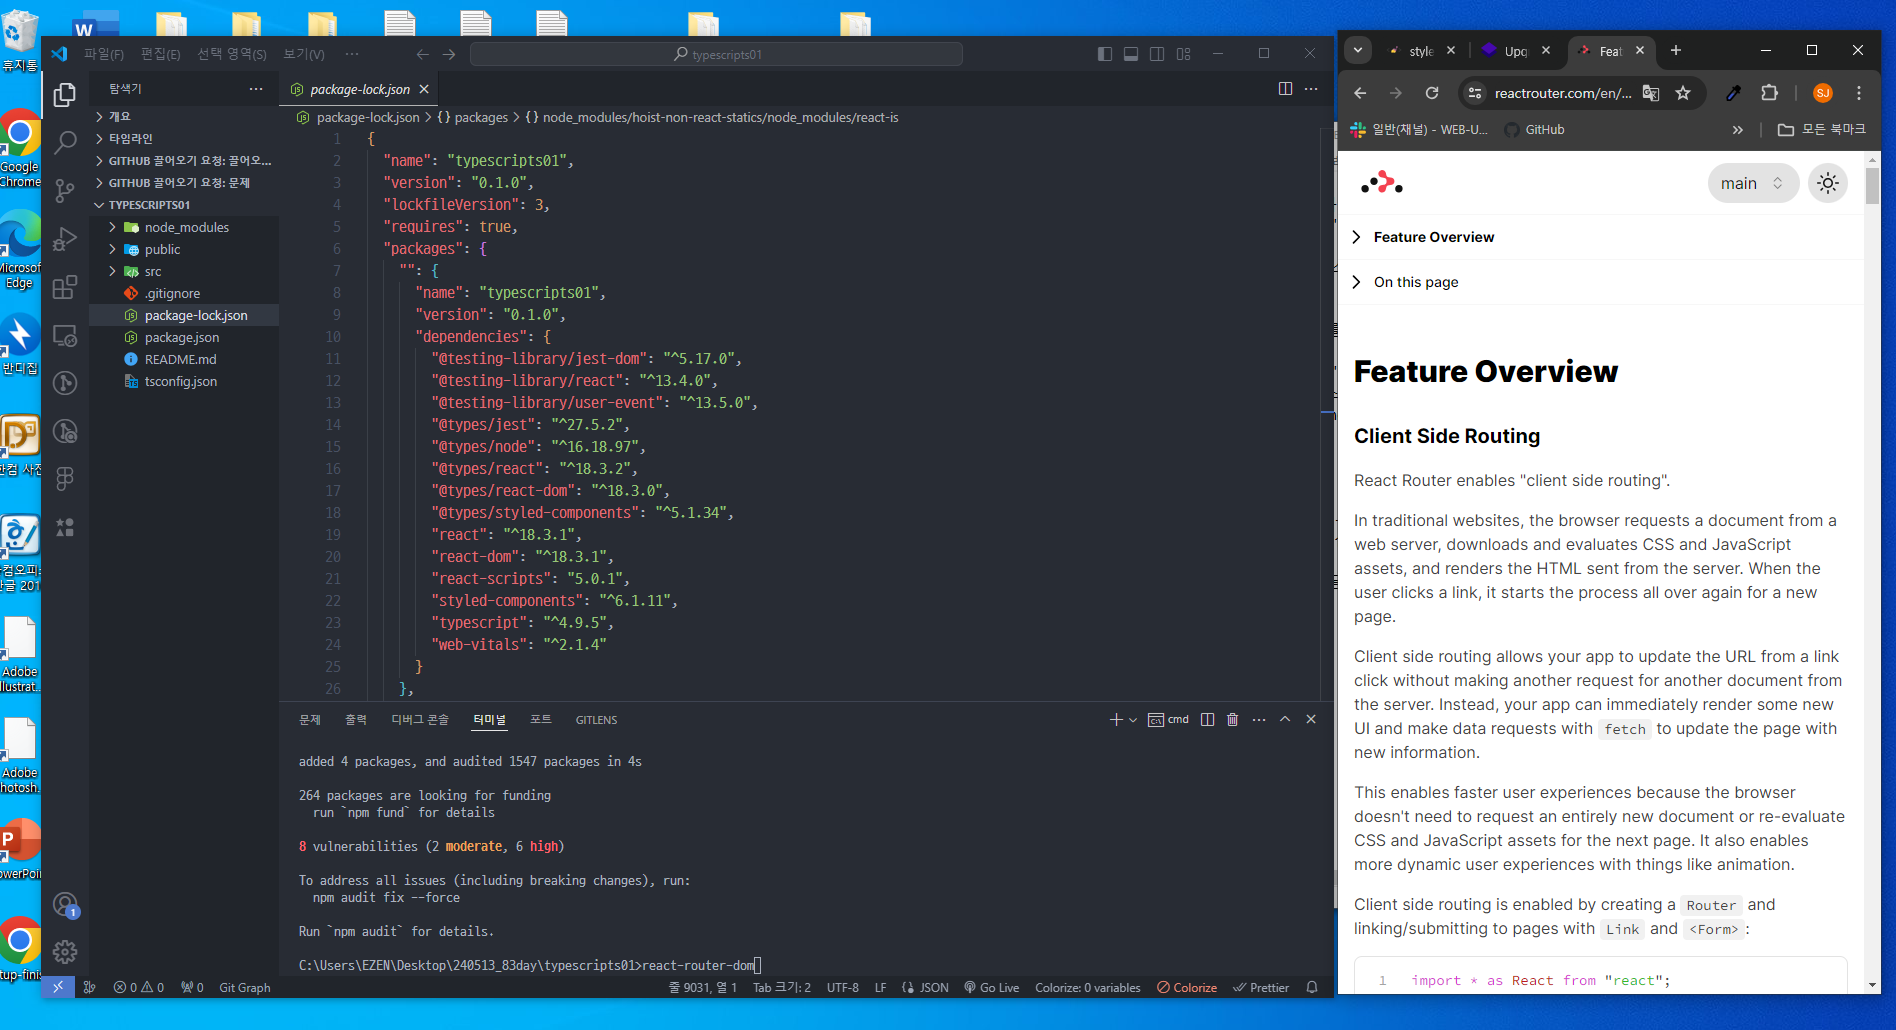 휴지통
Google Chrome
Microsoft Edge
반디집
한컴 사전
Adobe
Adobe
파일(F) 편집(E) 선택 영역(S) 보기(V) ···
typescripts01
탐색기 ···
개요
타임라인
GITHUB 끌어오기 요청: 끌어오...
GITHUB 끌어오기 요청: 문제
TYPESCRIPTS01
node_modules
public
src
.gitignore
package-lock.json
package.json
README.md
tsconfig.json
package-lock.json
package-lock.json > {} packages > {} node_modules/hoist-non-react-statics/node_modules/react-is
1 {
2 "name": "typescripts01",
3 "version": "0.1.0",
4 "lockfileVersion": 3,
5 "requires": true,
6 "packages": {
7 "": {
8 "name": "typescripts01",
9 "version": "0.1.0",
10 "dependencies": {
11 "@testing-library/jest-dom": "^5.17.0",
12 "@testing-library/react": "^13.4.0",
13 "@testing-library/user-event": "^13.5.0",
14 "@types/jest": "^27.5.2",
15 "@types/node": "^16.18.97",
16 "@types/react": "^18.3.2",
17 "@types/react-dom": "^18.3.0",
18 "@types/styled-components": "^5.1.34",
19 "react": "^18.3.1",
20 "react-dom": "^18.3.1",
21 "react-scripts": "5.0.1",
22 "styled-components": "^6.1.11",
23 "typescript": "^4.9.5",
24 "web-vitals": "^2.1.4"
25 }
26 },
문제 출력 디버그 콘솔 터미널 포트 GITLENS
cmd
added 4 packages, and audited 1547 packages in 4s
264 packages are looking for funding
run `npm fund` for details
8 vulnerabilities (2 moderate, 6 high)
To address all issues (including breaking changes), run:
npm audit fix --force
Run `npm audit` for details.
C:\Users\EZEN\Desktop\240513_83day\typescripts01>react-router-dom
1
0 0 0 Git Graph
줄 9031, 열 1 Tab 크기: 2 UTF-8 LF {} JSON Go Live Colorize: 0 variables Colorize Prettier
style Upg Feat
reactrouter.com/en/...
SJ
일반(채널) - WEB-U... GitHub » 모든 북마크
main
Feature Overview
On this page
Feature Overview
Client Side Routing
React Router enables "client side routing".
In traditional websites, the browser requests a document from a
web server, downloads and evaluates CSS and JavaScript
assets, and renders the HTML sent from the server. When the
user clicks a link, it starts the process all over again for a new
page.
Client side routing allows your app to update the URL from a link
click without making another request for another document from
the server. Instead, your app can immediately render some new
UI and make data requests with fetch to update the page with
new information.
This enables faster user experiences because the browser
doesn't need to request an entirely new document or re-evaluate
CSS and JavaScript assets for the next page. It also enables
more dynamic user experiences with things like animation.
Client side routing is enabled by creating a Router and
linking/submitting to pages with Link and <Form>:
1 import * as React from "react";